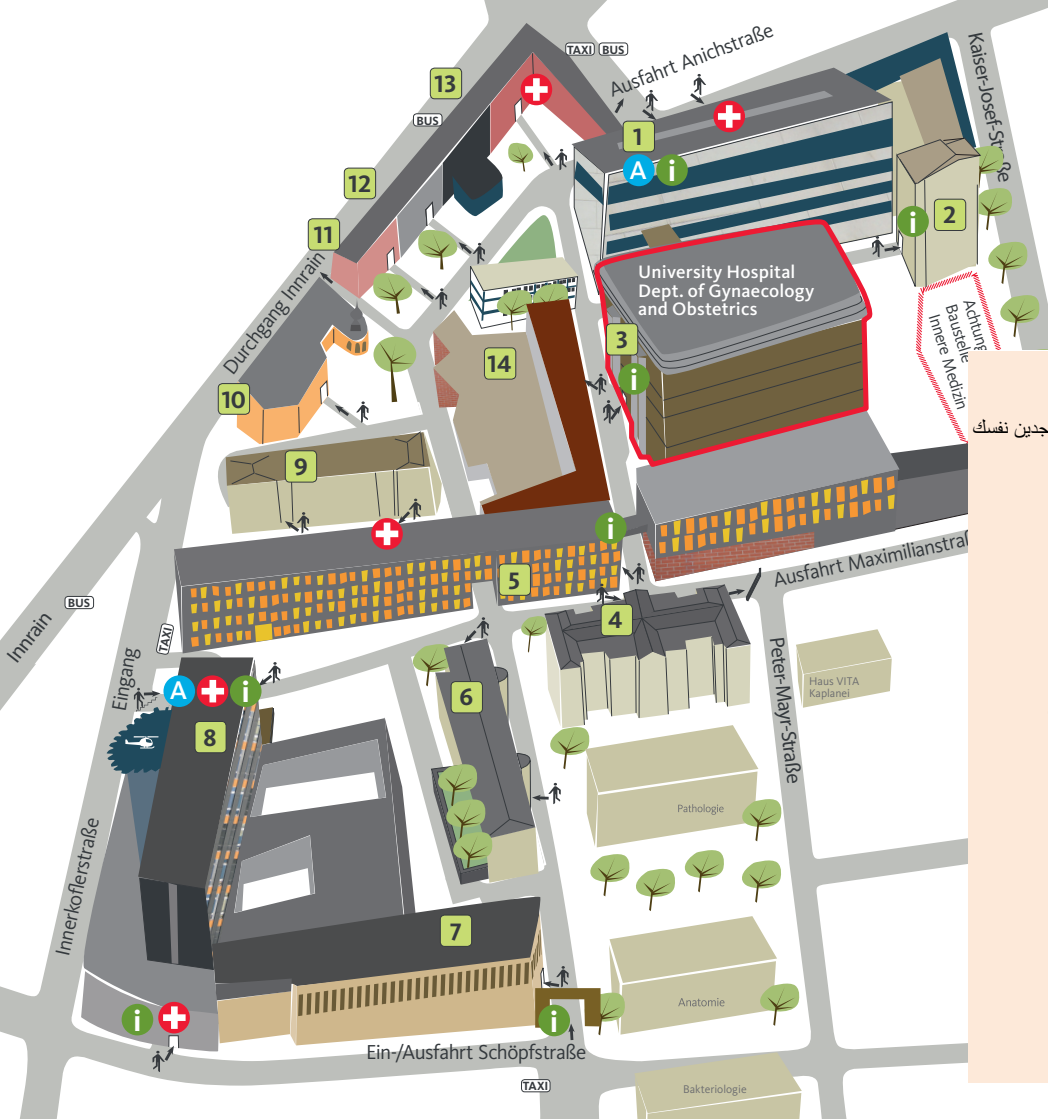 TAXI
BUS
Ausfahrt Anichstraße
Kaiser-Josef-Straße
13
BUS
1
A
i
12
2
i
11
University Hospital
Dept. of Gynaecology
and Obstetrics
Durchgang Innrain
Achtung
Baustelle
Innere Medizin
3
i
14
10
جدين نفسك
9
i
5
Ausfahrt Maximilianstraß
4
BUS
TAXI
Innrain
Eingang
Peter-Mayr-Straße
Haus VITA
Kaplanei
6
A
i
8
Pathologie
Innerkoflerstraße
7
Anatomie
i
i
Ein-/Ausfahrt Schöpfstraße
TAXI
Bakteriologie